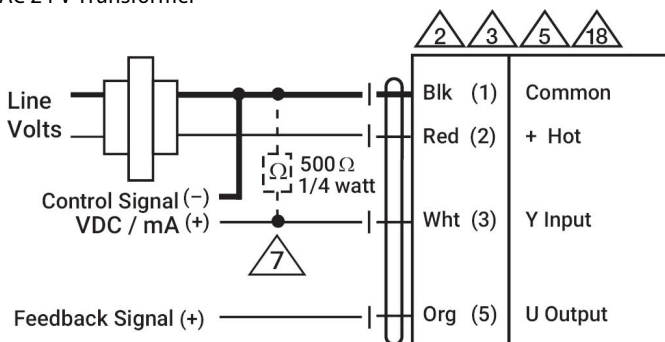 AC 24 V Transformer
2 3 5 18
Line
Volts
Blk (1) Common
Red (2) + Hot
Ω 500 Ω
1/4 watt
Control Signal (−)
VDC / mA (+)
Wht (3) Y Input
7
Feedback Signal (+)
Org (5) U Output